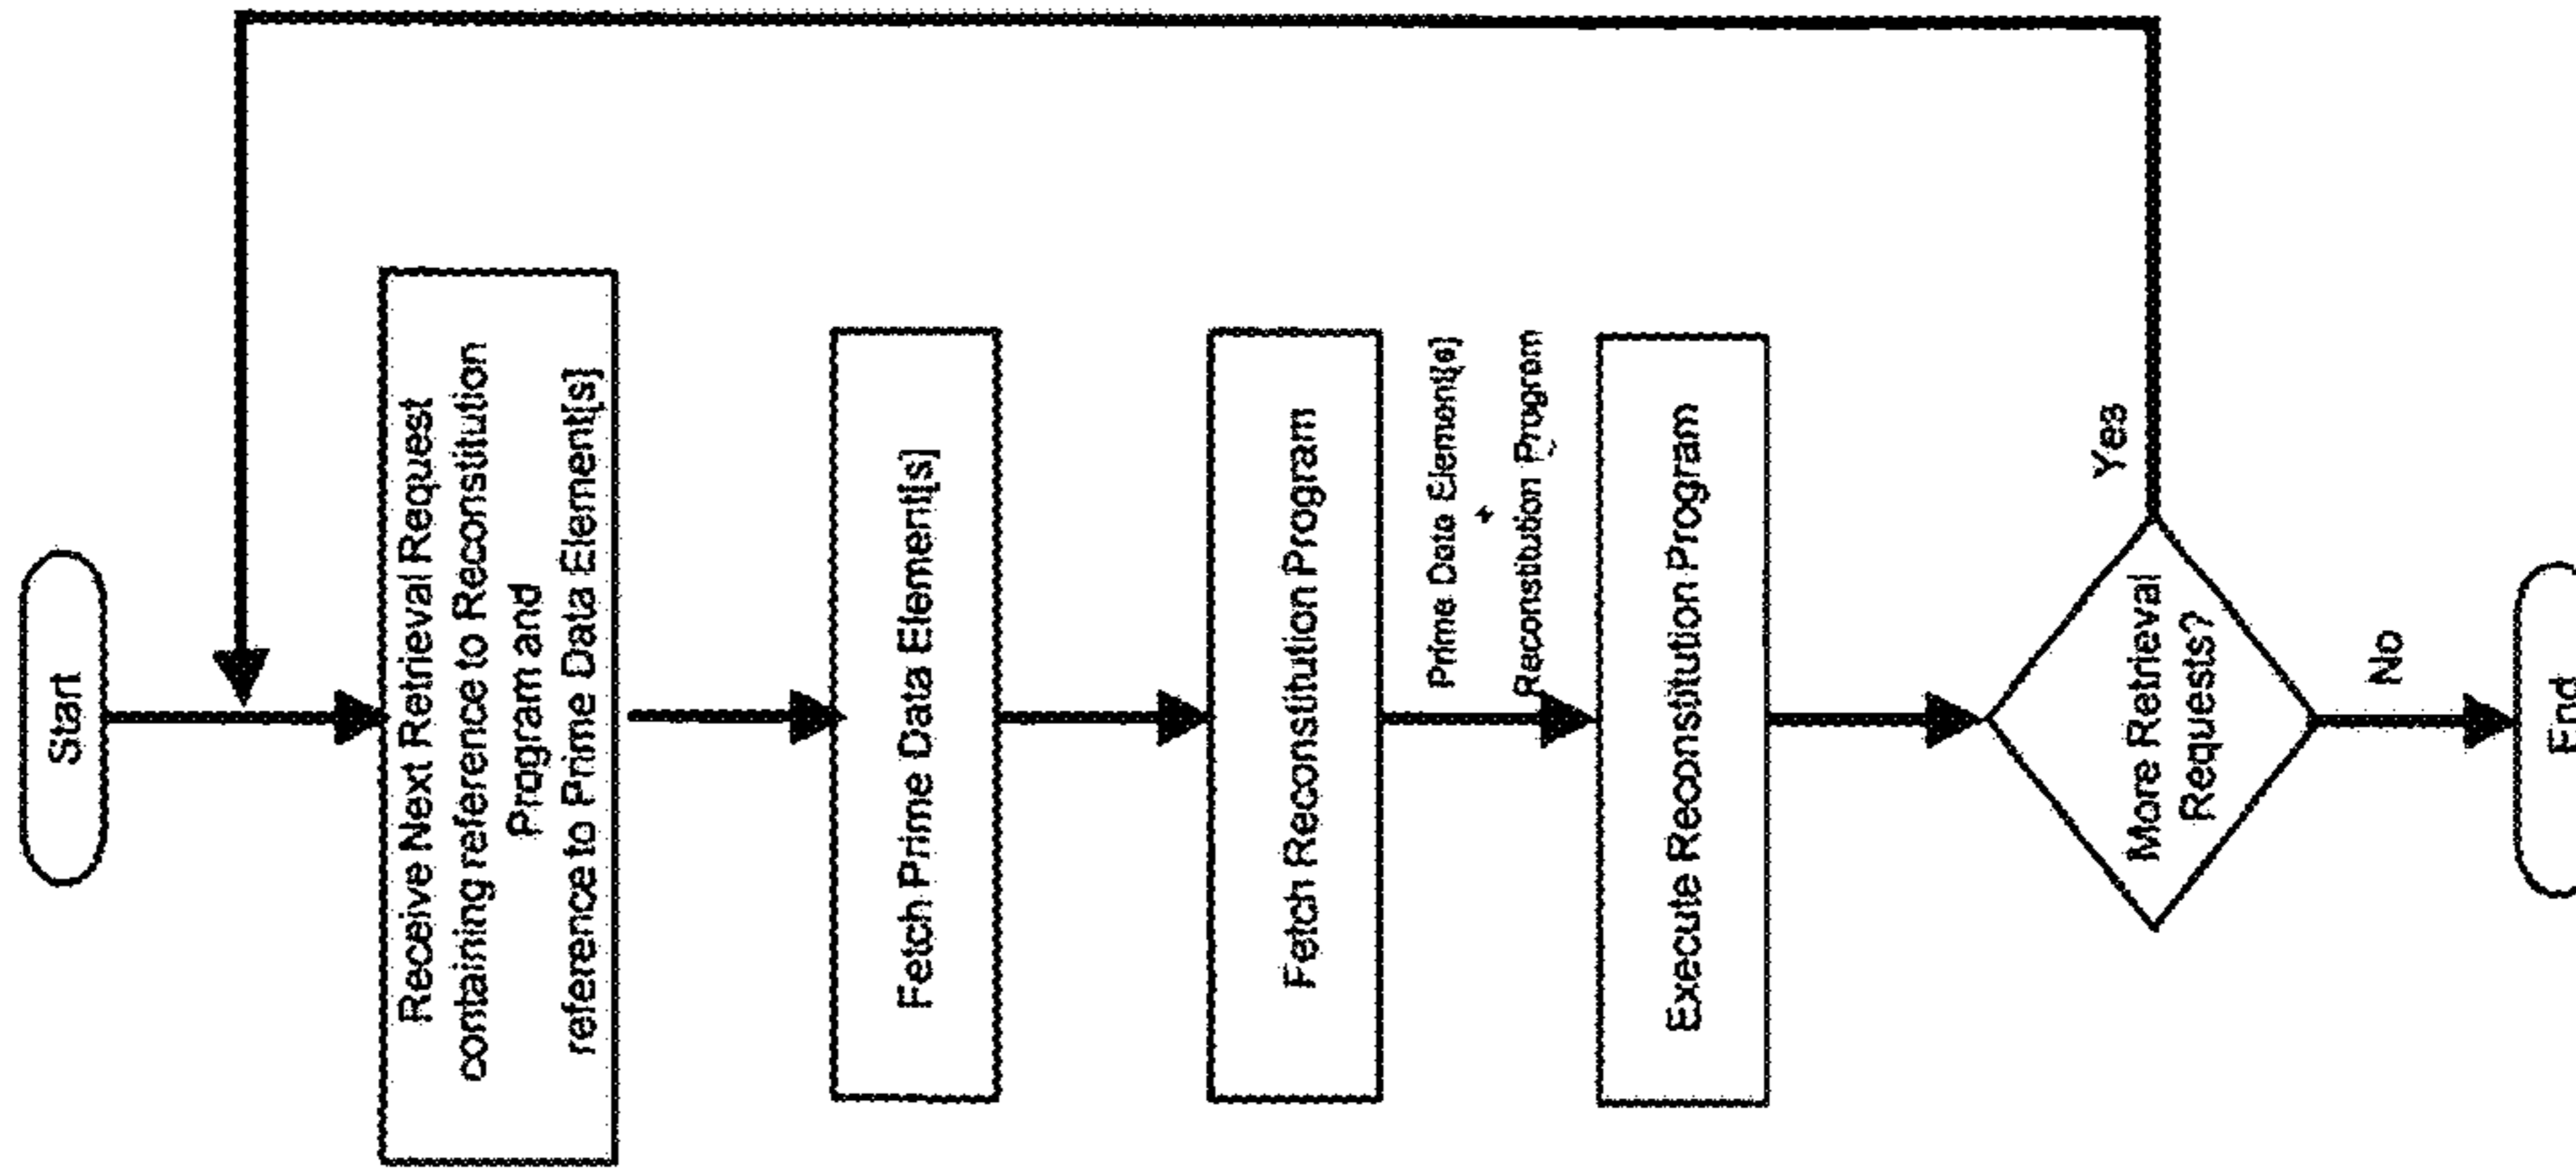 Start
Receive Next Retrieval Request
containing reference to Reconstitution
Program and
reference to Prime Data Element[s]
Fetch Prime Data Element[s]
Fetch Reconstitution Program
Prime Data Element[s]
+
Reconstitution Program
Execute Reconstitution Program
More Retrieval
Requests?
Yes
No
End